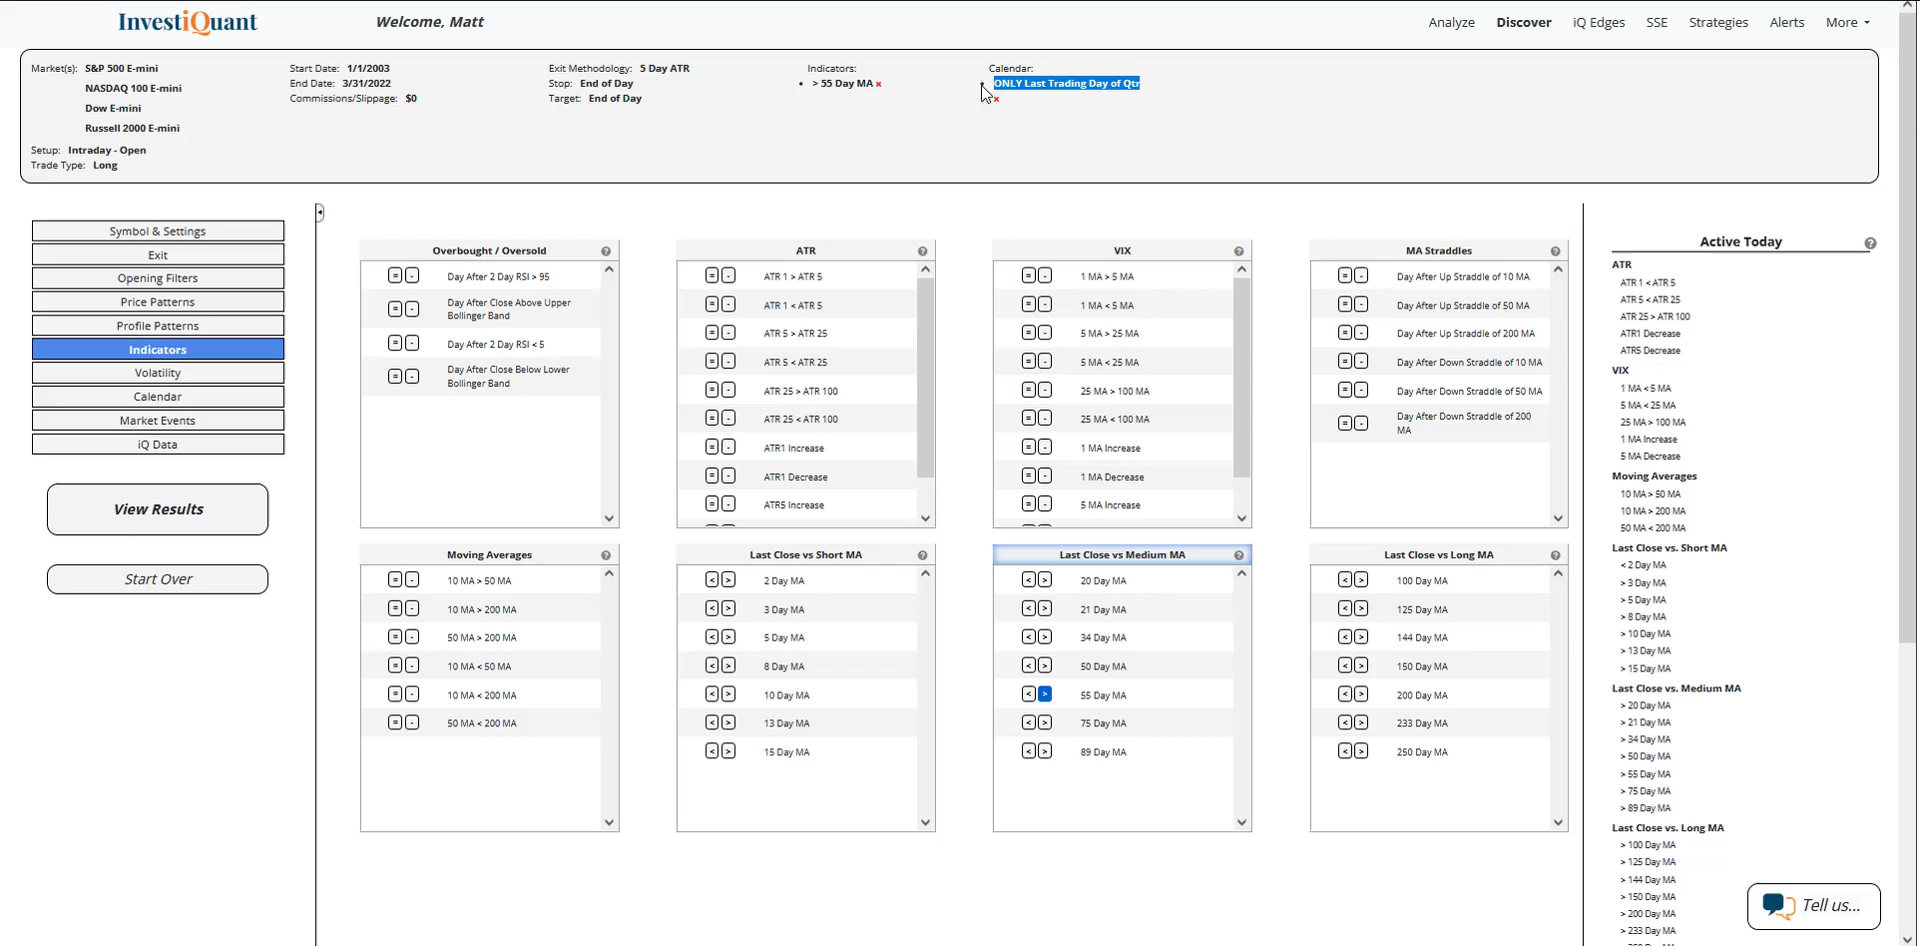 InvestiQuant
Welcome, Matt
Analyze Discover iQ Edges SSE Strategies Alerts More
Market(s): S&P 500 E-mini
NASDAQ 100 E-mini
Dow E-mini
Russell 2000 E-mini
Setup: Intraday - Open
Trade Type: Long
Start Date: 1/1/2003
End Date: 3/31/2022
Commissions/Slippage: $0
Exit Methodology: 5 Day ATR
Stop: End of Day
Target: End of Day
Indicators:
• > 55 Day MA x
Calendar:
ONLY Last Trading Day of Qtr
x
Symbol & Settings
Exit
Opening Filters
Price Patterns
Profile Patterns
Indicators
Volatility
Calendar
Market Events
iQ Data
View Results
Start Over
Overbought / Oversold ?
= - Day After 2 Day RSI > 95
= - Day After Close Above Upper
Bollinger Band
= - Day After 2 Day RSI < 5
= - Day After Close Below Lower
Bollinger Band
ATR ?
= - ATR 1 > ATR 5
= - ATR 1 < ATR 5
= - ATR 5 > ATR 25
= - ATR 5 < ATR 25
= - ATR 25 > ATR 100
= - ATR 25 < ATR 100
= - ATR1 Increase
= - ATR1 Decrease
= - ATR5 Increase
VIX ?
= - 1 MA > 5 MA
= - 1 MA < 5 MA
= - 5 MA > 25 MA
= - 5 MA < 25 MA
= - 25 MA > 100 MA
= - 25 MA < 100 MA
= - 1 MA Increase
= - 1 MA Decrease
= - 5 MA Increase
MA Straddles ?
= - Day After Up Straddle of 10 MA
= - Day After Up Straddle of 50 MA
= - Day After Up Straddle of 200 MA
= - Day After Down Straddle of 10 MA
= - Day After Down Straddle of 50 MA
= - Day After Down Straddle of 200
MA
Moving Averages ?
= - 10 MA > 50 MA
= - 10 MA > 200 MA
= - 50 MA > 200 MA
= - 10 MA < 50 MA
= - 10 MA < 200 MA
= - 50 MA < 200 MA
Last Close vs Short MA ?
< > 2 Day MA
< > 3 Day MA
< > 5 Day MA
< > 8 Day MA
< > 10 Day MA
< > 13 Day MA
< > 15 Day MA
Last Close vs Medium MA ?
< > 20 Day MA
< > 21 Day MA
< > 34 Day MA
< > 50 Day MA
< > 55 Day MA
< > 75 Day MA
< > 89 Day MA
Last Close vs Long MA ?
< > 100 Day MA
< > 125 Day MA
< > 144 Day MA
< > 150 Day MA
< > 200 Day MA
< > 233 Day MA
< > 250 Day MA
Active Today ?
ATR
ATR 1 < ATR 5
ATR 5 < ATR 25
ATR 25 > ATR 100
ATR1 Decrease
ATR5 Decrease
VIX
1 MA < 5 MA
5 MA < 25 MA
25 MA > 100 MA
1 MA Increase
5 MA Decrease
Moving Averages
10 MA > 50 MA
10 MA > 200 MA
50 MA < 200 MA
Last Close vs. Short MA
< 2 Day MA
> 3 Day MA
> 5 Day MA
> 8 Day MA
> 10 Day MA
> 13 Day MA
> 15 Day MA
Last Close vs. Medium MA
> 20 Day MA
> 21 Day MA
> 34 Day MA
> 50 Day MA
> 55 Day MA
> 75 Day MA
> 89 Day MA
Last Close vs. Long MA
> 100 Day MA
> 125 Day MA
> 144 Day MA
> 150 Day MA
> 200 Day MA
> 233 Day MA
Tell us...